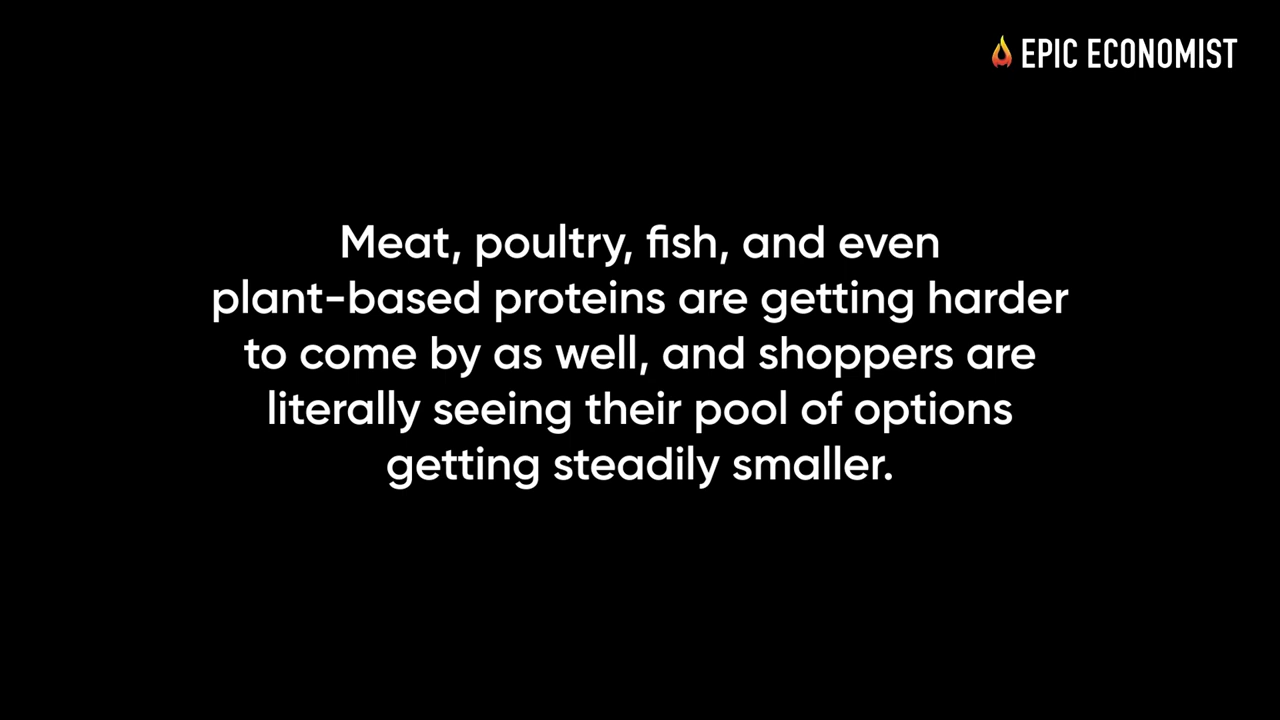 EPIC ECONOMIST
Meat, poultry, fish, and even
plant-based proteins are getting harder
to come by as well, and shoppers are
literally seeing their pool of options
getting steadily smaller.